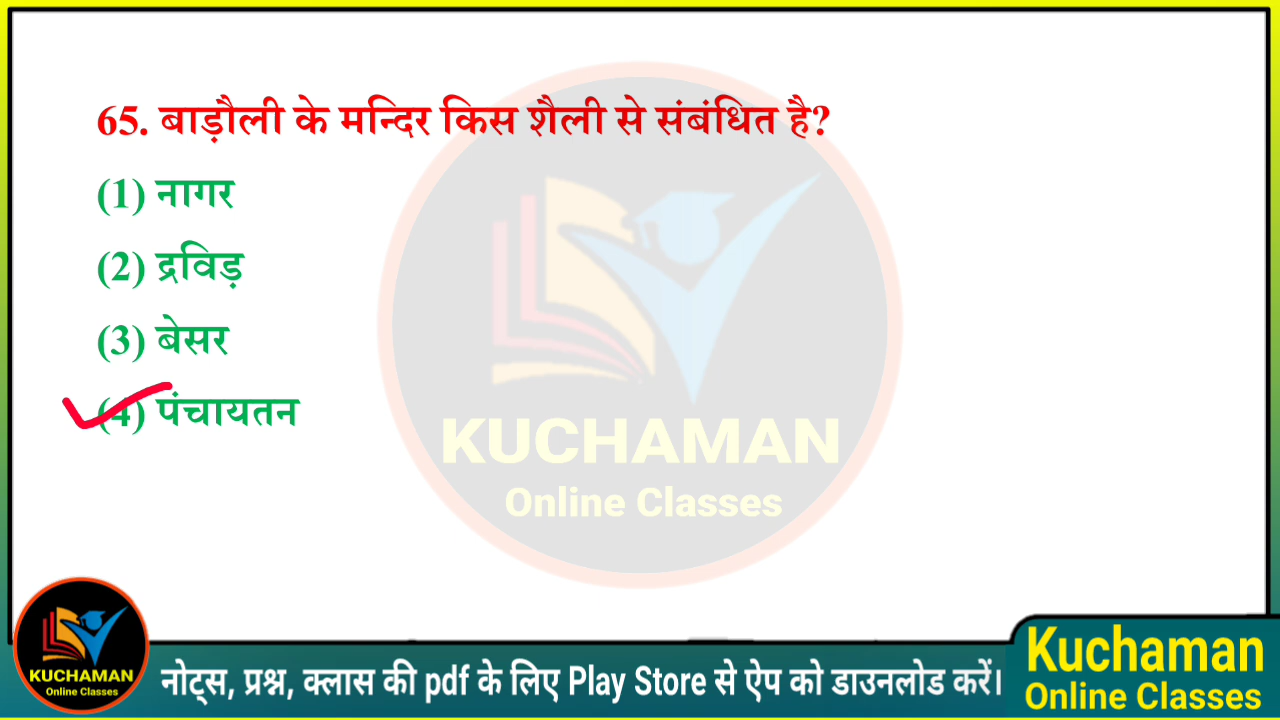 65. बाड़ौली के मन्दिर किस शैली से संबंधित है?
(1) नागर
(2) द्रविड़
(3) बेसर
(4) पंचायतन
KUCHAMAN
Online Classes
KUCHAMAN
Online Classes
नोट्स, प्रश्न, क्लास की pdf के लिए Play Store से ऐप को डाउनलोड करें।
Kuchaman
Online Classes